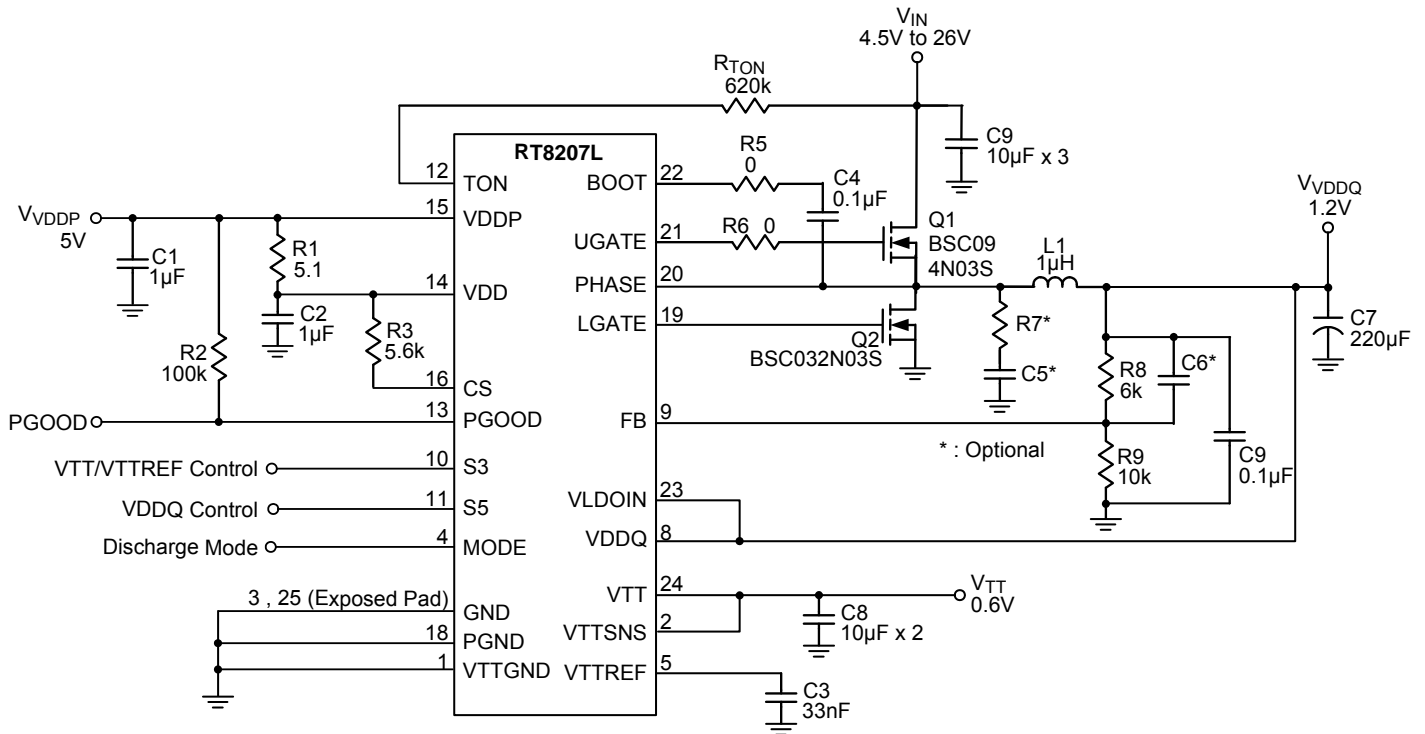 VIN
4.5V to 26V
RTON
620k
C9
10µF x 3
RT8207L
12
TON
BOOT
22
R5
0
C4
0.1µF
VVDDP
5V
15
VDDP
C1
1µF
R1
5.1
UGATE
21
R6 0
Q1
BSC09
4N03S
VVDDQ
1.2V
14
VDD
PHASE
20
L1
1µH
C2
1µF
R3
5.6k
LGATE
19
Q2
BSC032N03S
R7*
C5*
C7
220µF
R2
100k
16
CS
R8
6k
C6*
PGOOD
13
PGOOD
FB
9
* : Optional
R9
10k
C9
0.1µF
VTT/VTTREF Control
10
S3
VDDQ Control
11
S5
VLDOIN
23
Discharge Mode
4
MODE
VDDQ
8
3 , 25 (Exposed Pad)
GND
VTT
24
VTT
0.6V
18
PGND
VTTSNS
2
C8
10µF x 2
1
VTTGND
VTTREF
5
C3
33nF